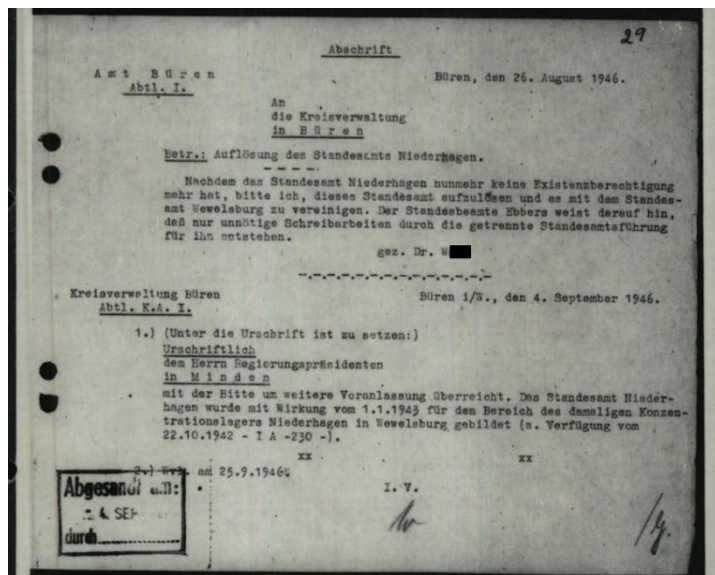 29
Abschrift
Amt Büren
Abtl. I.
Büren, den 26. August 1946.
An
die Kreisverwaltung
in Büren
Betr.: Auflösung des Standesamts Niederhagen.
Nachdem das Standesamt Niederhagen nunmehr keine Existenzberechtigung
mehr hat, bitte ich, dieses Standesamt aufzulösen und es mit dem Standes-
amt Wewelsburg zu vereinigen. Der Standesbeamte Ebbers weist darauf hin,
daß nur unnötige Schreibarbeiten durch die getrennte Standesamtsführung
für ihn entstehen.
gez. Dr. W
Kreisverwaltung Büren
Abtl. K.A. I.
Büren i/W., den 4. September 1946.
1.) (Unter die Urschrift ist zu setzen:)
Urschriftlich
dem Herrn Regierungspräsidenten
in Minden
mit der Bitte um weitere Veranlassung überreicht. Das Standesamt Nieder-
hagen wurde mit Wirkung vom 1.1.1943 für den Bereich des damaligen Konzen-
trationslagers Niederhagen in Wewelsburg gebildet (s. Verfügung vom
22.10.1942 - I A -230 -).
xx xx
2.) Wvl. am 25.9.1946.
I. V.
Abgesandt am:
4. SEP
durch